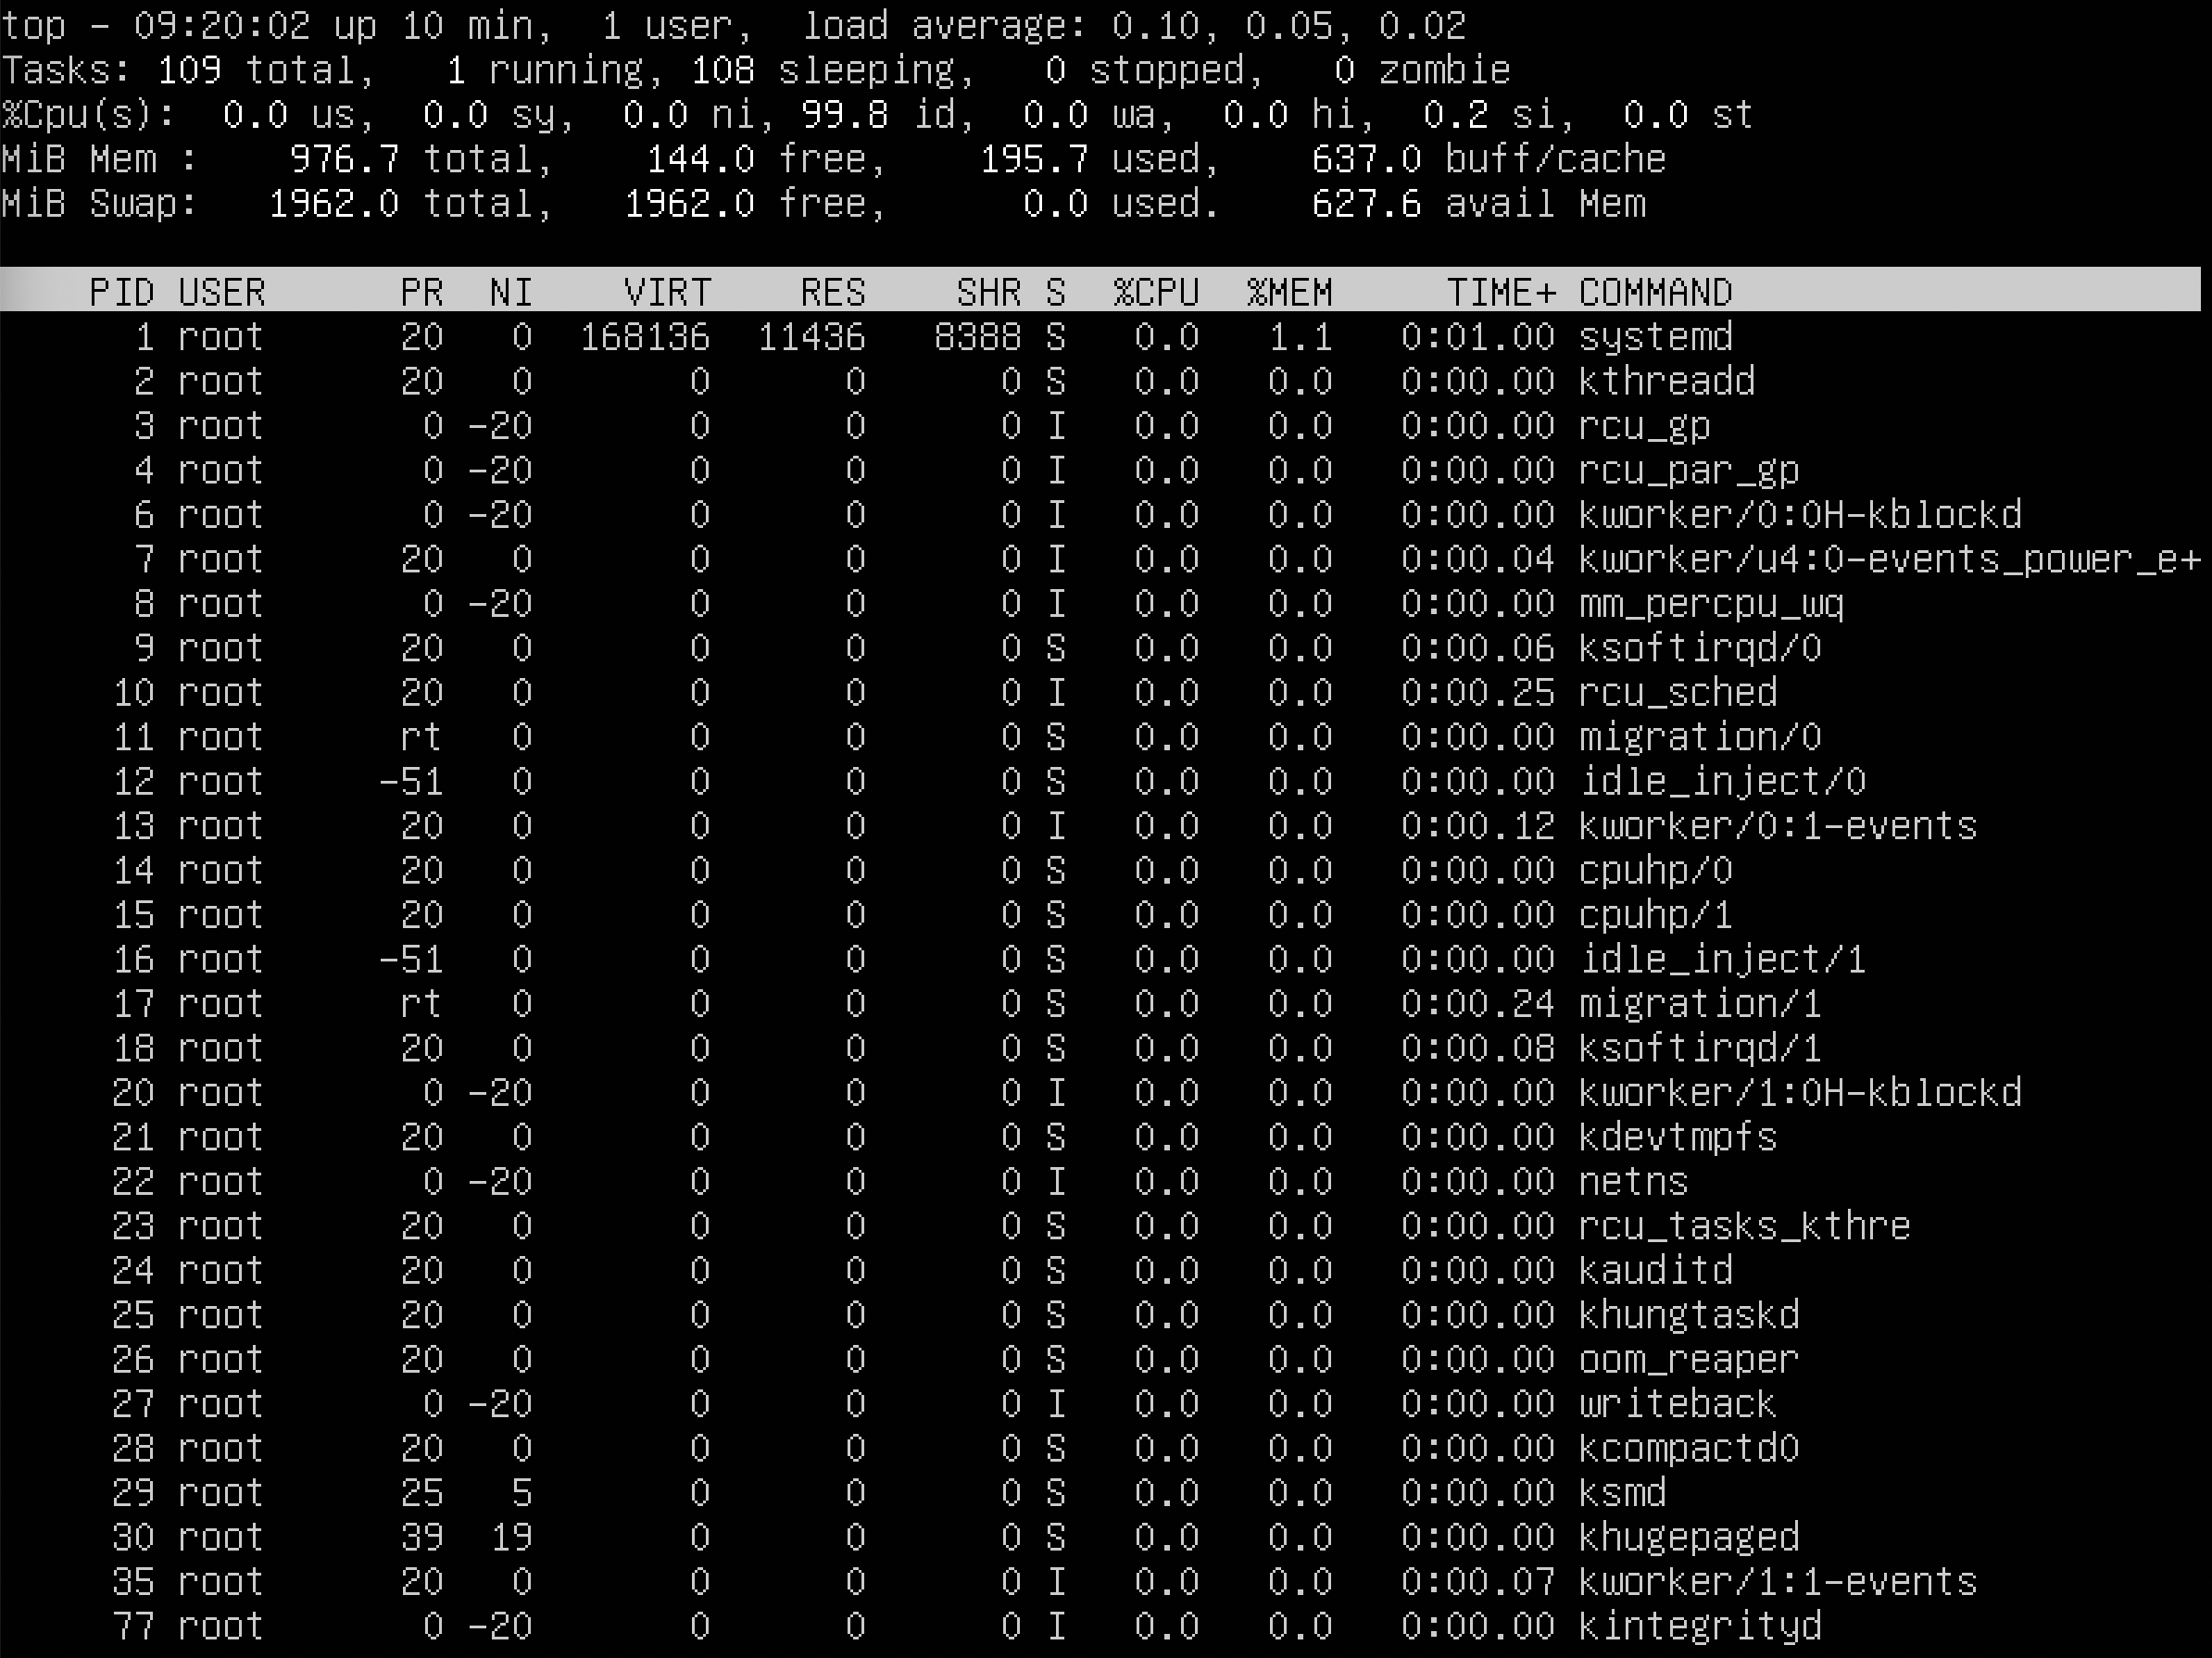 top - 09:20:02 up 10 min,  1 user,  load average: 0.10, 0.05, 0.02
Tasks: 109 total,   1 running, 108 sleeping,   0 stopped,   0 zombie
%Cpu(s):  0.0 us,  0.0 sy,  0.0 ni, 99.8 id,  0.0 wa,  0.0 hi,  0.2 si,  0.0 st
MiB Mem :    976.7 total,    144.0 free,    195.7 used,    637.0 buff/cache
MiB Swap:   1962.0 total,   1962.0 free,      0.0 used.    627.6 avail Mem
PID USER      PR  NI    VIRT    RES    SHR S  %CPU  %MEM     TIME+ COMMAND
1 root      20   0  168136  11436   8388 S   0.0   1.1   0:01.00 systemd
2 root      20   0       0      0      0 S   0.0   0.0   0:00.00 kthreadd
3 root       0 -20       0      0      0 I   0.0   0.0   0:00.00 rcu_gp
4 root       0 -20       0      0      0 I   0.0   0.0   0:00.00 rcu_par_gp
6 root       0 -20       0      0      0 I   0.0   0.0   0:00.00 kworker/0:0H-kblockd
7 root      20   0       0      0      0 I   0.0   0.0   0:00.04 kworker/u4:0-events_power_e+
8 root       0 -20       0      0      0 I   0.0   0.0   0:00.00 mm_percpu_wq
9 root      20   0       0      0      0 S   0.0   0.0   0:00.06 ksoftirqd/0
10 root      20   0       0      0      0 I   0.0   0.0   0:00.25 rcu_sched
11 root      rt   0       0      0      0 S   0.0   0.0   0:00.00 migration/0
12 root     -51   0       0      0      0 S   0.0   0.0   0:00.00 idle_inject/0
13 root      20   0       0      0      0 I   0.0   0.0   0:00.12 kworker/0:1-events
14 root      20   0       0      0      0 S   0.0   0.0   0:00.00 cpuhp/0
15 root      20   0       0      0      0 S   0.0   0.0   0:00.00 cpuhp/1
16 root     -51   0       0      0      0 S   0.0   0.0   0:00.00 idle_inject/1
17 root      rt   0       0      0      0 S   0.0   0.0   0:00.24 migration/1
18 root      20   0       0      0      0 S   0.0   0.0   0:00.08 ksoftirqd/1
20 root       0 -20       0      0      0 I   0.0   0.0   0:00.00 kworker/1:0H-kblockd
21 root      20   0       0      0      0 S   0.0   0.0   0:00.00 kdevtmpfs
22 root       0 -20       0      0      0 I   0.0   0.0   0:00.00 netns
23 root      20   0       0      0      0 S   0.0   0.0   0:00.00 rcu_tasks_kthre
24 root      20   0       0      0      0 S   0.0   0.0   0:00.00 kauditd
25 root      20   0       0      0      0 S   0.0   0.0   0:00.00 khungtaskd
26 root      20   0       0      0      0 S   0.0   0.0   0:00.00 oom_reaper
27 root       0 -20       0      0      0 I   0.0   0.0   0:00.00 writeback
28 root      20   0       0      0      0 S   0.0   0.0   0:00.00 kcompactd0
29 root      25   5       0      0      0 S   0.0   0.0   0:00.00 ksmd
30 root      39  19       0      0      0 S   0.0   0.0   0:00.00 khugepaged
35 root      20   0       0      0      0 I   0.0   0.0   0:00.07 kworker/1:1-events
77 root       0 -20       0      0      0 I   0.0   0.0   0:00.00 kintegrityd